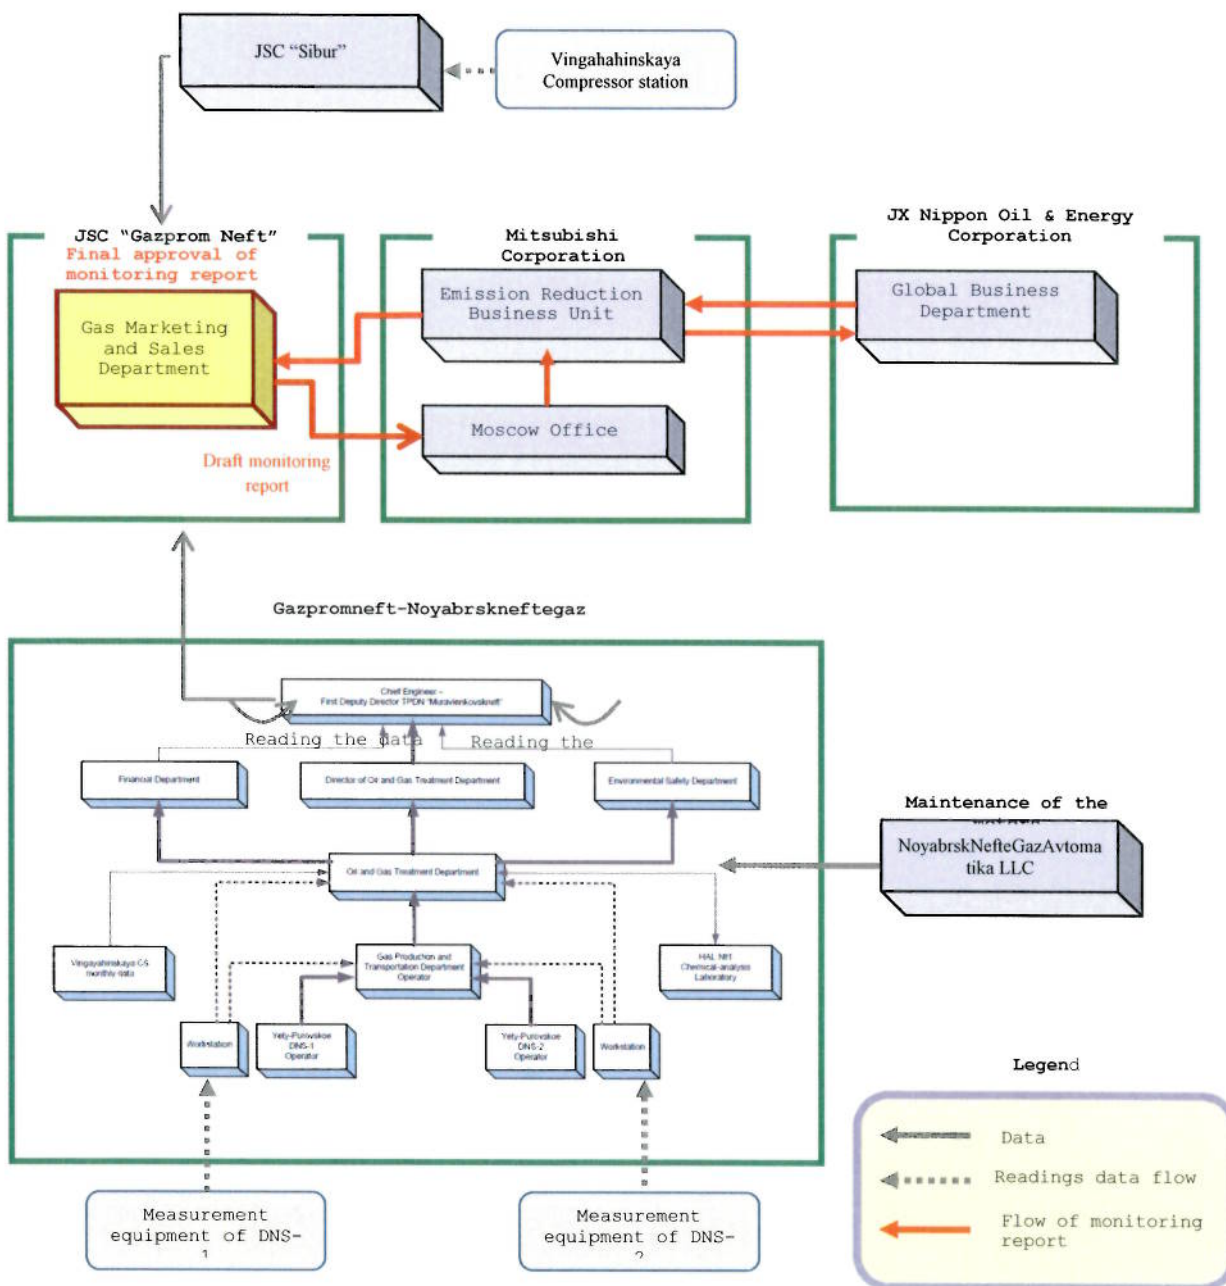 JSC “Sibur”
Vingahahinskaya
Compressor station
JSC “Gazprom Neft”
Final approval of
monitoring report
Gas Marketing
and Sales
Department
Draft monitoring
report
Mitsubishi
Corporation
Emission Reduction
Business Unit
Moscow Office
JX Nippon Oil & Energy
Corporation
Global Business
Department
Gazpromneft-Noyabrskneftegaz
Chief Engineer –
First Deputy Director TPDN “Muravlenkovskneft”
Reading the data
Reading the
Financial Department
Director of Oil and Gas Treatment Department
Environmental Safety Department
Oil and Gas Treatment Department
Vingayahinskaya CS
monthly data
Gas Production and
Transportation Department
Operator
Chemical-analysis
Laboratory
Workstation
Yety-Purovskoe
DNS-1
Operator
Yety-Purovskoe
DNS-2
Operator
Workstation
Maintenance of the
NoyabrskNefteGazAvtoma
tika LLC
Measurement
equipment of DNS-
1
Measurement
equipment of DNS-
Legend
Data
Readings data flow
Flow of monitoring
report